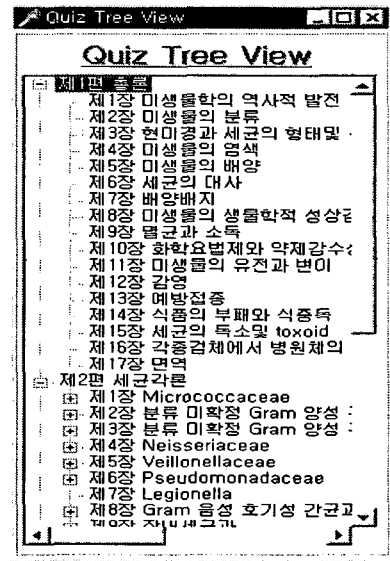 Quiz Tree View
Quiz Tree View
제1편 총론
제1장 미생물학의 역사적 발전
제2장 미생물의 분류
제3장 현미경과 세균의 형태및
제4장 미생물의 염색
제5장 미생물의 배양
제6장 세균의 대사
제7장 배양배지
제8장 미생물의 생물학적 성상검
제9장 멸균과 소독
제10장 화학요법제와 약제감수성
제11장 미생물의 유전과 변이
제12장 감염
제13장 예방접종
제14장 식품의 부패와 식중독
제15장 세균의 독소및 toxoid
제16장 각종검체에서 병원체의
제17장 면역
제2편 세균각론
제1장 Micrococcaceae
제2장 분류 미확정 Gram 양성
제3장 분류 미확정 Gram 양성
제4장 Neisseriaceae
제5장 Veillonellaceae
제6장 Pseudomonadaceae
제7장 Legionella
제8장 Gram 음성 호기성 간균과
제9장 장내세균과